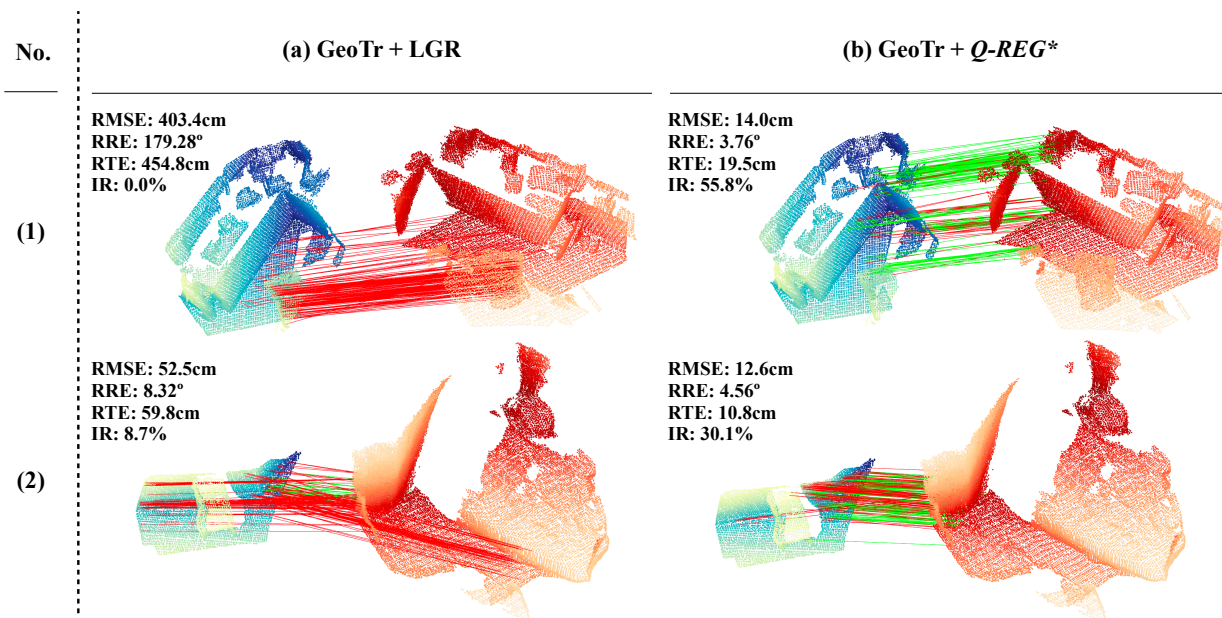 No.
(a) GeoTr + LGR
(b) GeoTr + Q-REG*
(1)
RMSE: 403.4cm
RRE: 179.28º
RTE: 454.8cm
IR: 0.0%
RMSE: 14.0cm
RRE: 3.76º
RTE: 19.5cm
IR: 55.8%
(2)
RMSE: 52.5cm
RRE: 8.32º
RTE: 59.8cm
IR: 8.7%
RMSE: 12.6cm
RRE: 4.56º
RTE: 10.8cm
IR: 30.1%